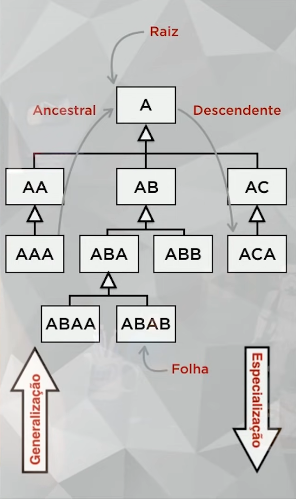 Raiz
A
Ancestral
Descendente
AA
AB
AC
AAA
ABA
ABB
ACA
ABAA
ABAB
Folha
Generalização
Especialização